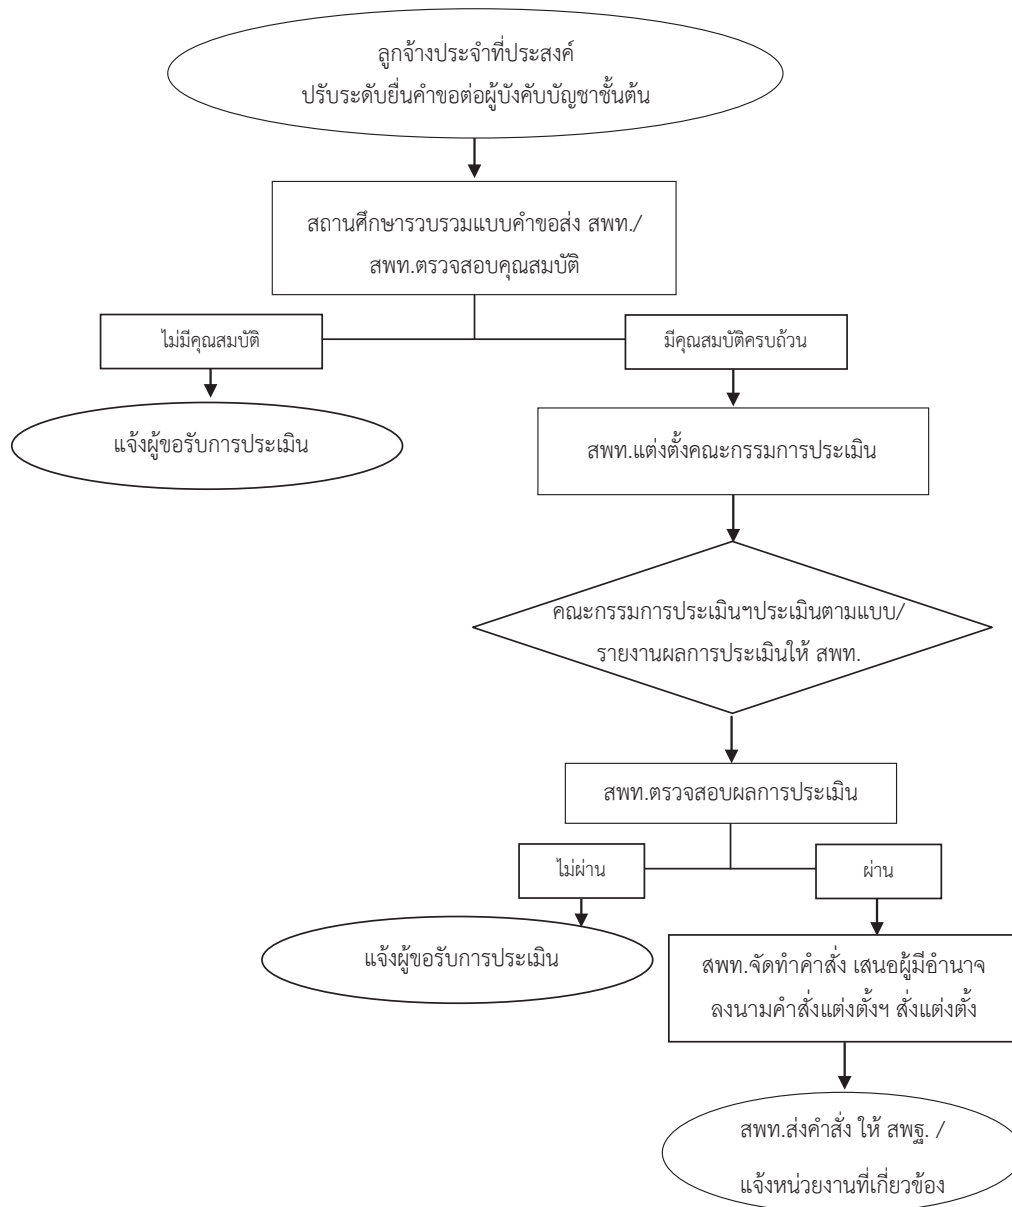 ลูกจ้างประจำที่ประสงค์
ปรับระดับยื่นคำขอต่อผู้บังคับบัญชาชั้นต้น
สถานศึกษารวบรวมแบบคำขอส่ง สพท./
สพท.ตรวจสอบคุณสมบัติ
ไม่มีคุณสมบัติ
มีคุณสมบัติครบถ้วน
แจ้งผู้ขอรับการประเมิน
สพท.แต่งตั้งคณะกรรมการประเมิน
คณะกรรมการประเมินฯประเมินตามแบบ/
รายงานผลการประเมินให้ สพท.
สพท.ตรวจสอบผลการประเมิน
ไม่ผ่าน
ผ่าน
แจ้งผู้ขอรับการประเมิน
สพท.จัดทำคำสั่ง เสนอผู้มีอำนาจ
ลงนามคำสั่งแต่งตั้งฯ สั่งแต่งตั้ง
สพท.ส่งคำสั่ง ให้ สพฐ. /
แจ้งหน่วยงานที่เกี่ยวข้อง